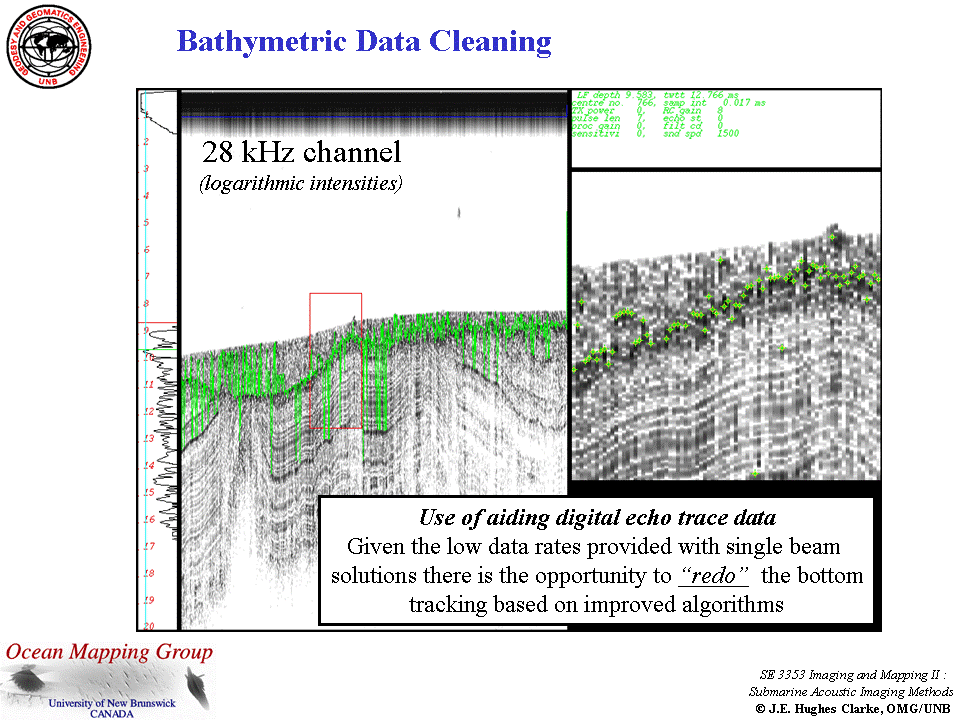 GEODESY AND GEOMATICS ENGINEERING
UNB
Bathymetric Data Cleaning
LF depth 9.583, twtt 12.766 ms
centre no. 766, samp int 0.017 ms
TX power 0, RC gain 8
pulse len 7, echo st 0
proc gain 0, filt cd 0
sensitivi 0, snd spd 1500
28 kHz channel
(logarithmic intensities)
1
2
3
4
5
6
7
8
9
10
11
12
13
14
15
16
17
18
19
20
Use of aiding digital echo trace data
Given the low data rates provided with single beam
solutions there is the opportunity to “redo” the bottom
tracking based on improved algorithms
Ocean Mapping Group
University of New Brunswick
CANADA
SE 3353 Imaging and Mapping II :
Submarine Acoustic Imaging Methods
© J.E. Hughes Clarke, OMG/UNB